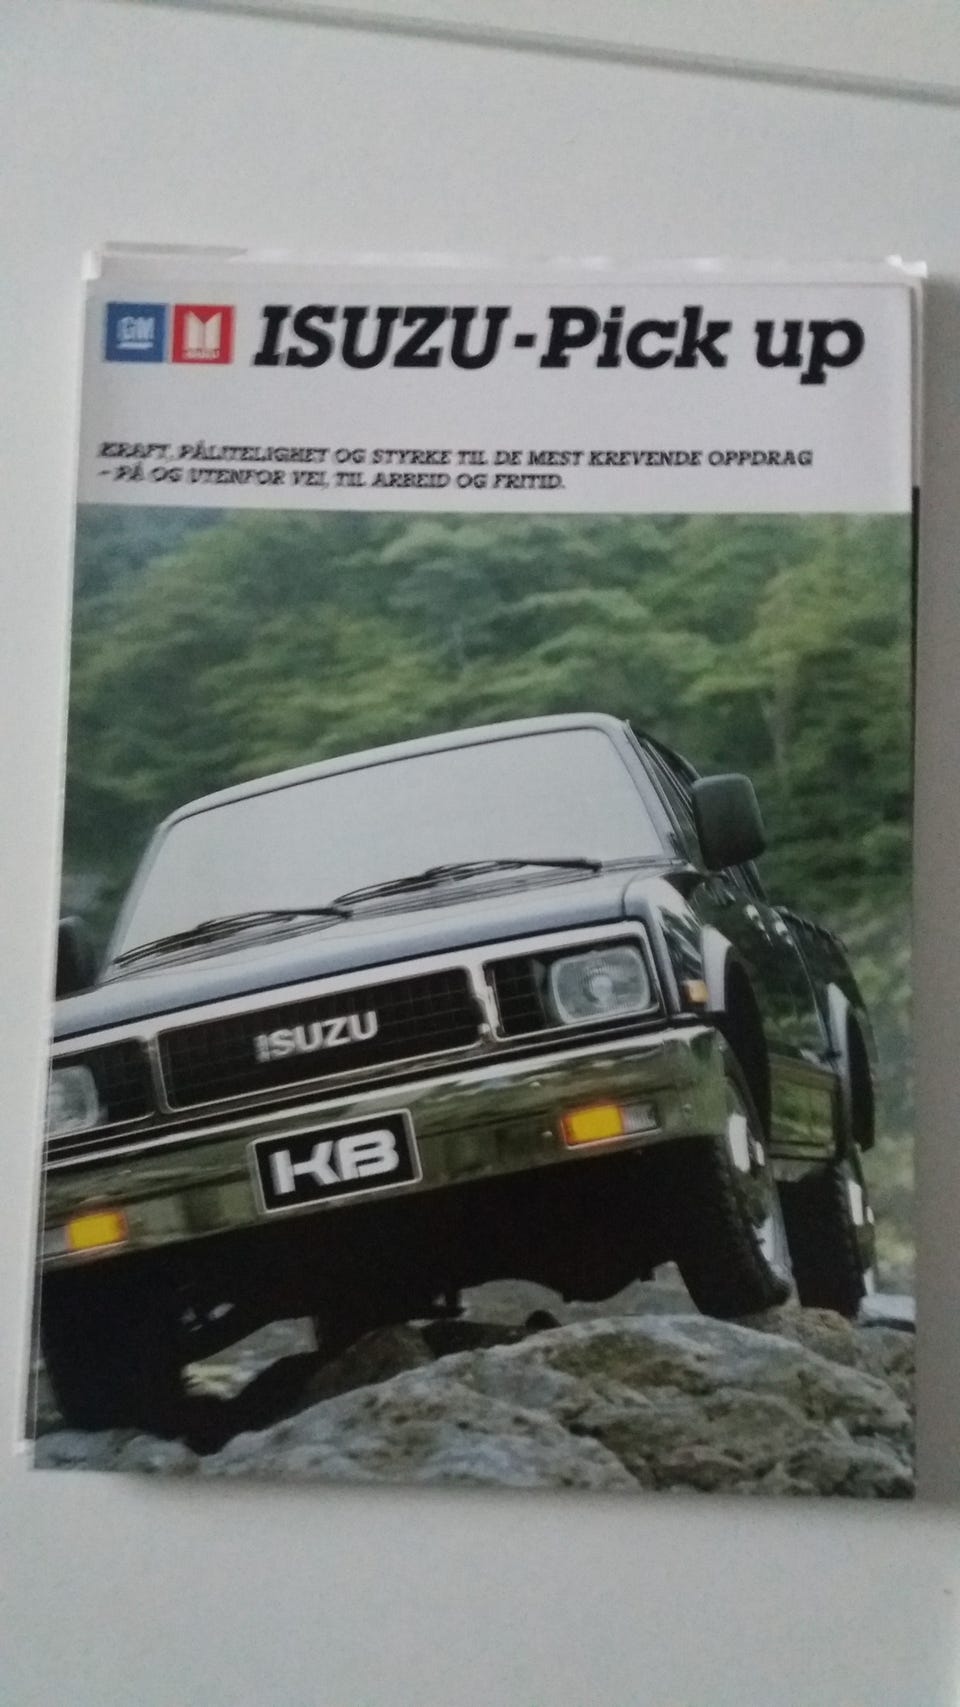 GM
ISUZU
ISUZU-Pick up
KRAFT, PÅLITELIGHET OG STYRKE TIL DE MEST KREVENDE OPPDRAG
- PÅ OG UTENFOR VEI, TIL ARBEID OG FRITID.
ISUZU
KB